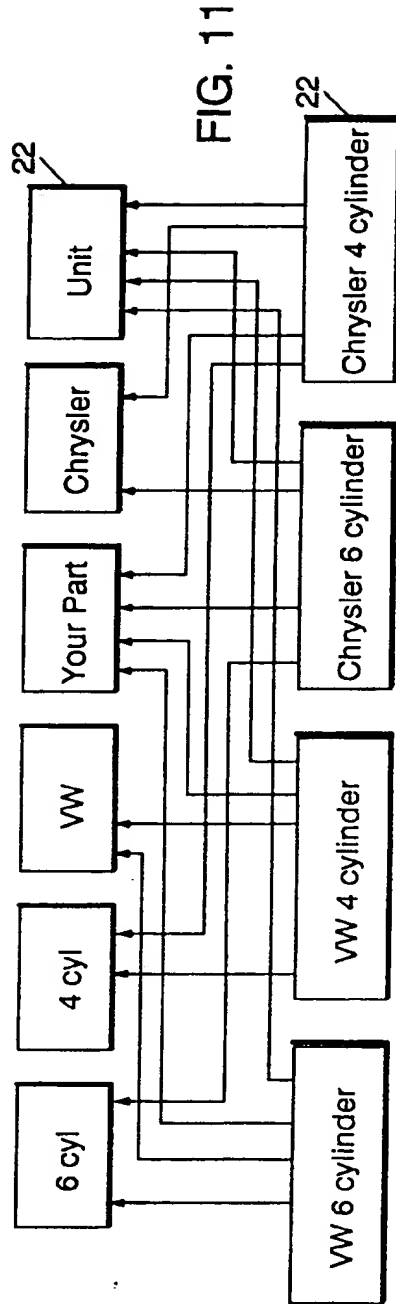 6 cyl
4 cyl
VW
Your Part
Chrysler
Unit
22
FIG. 11
VW 6 cylinder
VW 4 cylinder
Chrysler 6 cylinder
Chrysler 4 cylinder
22